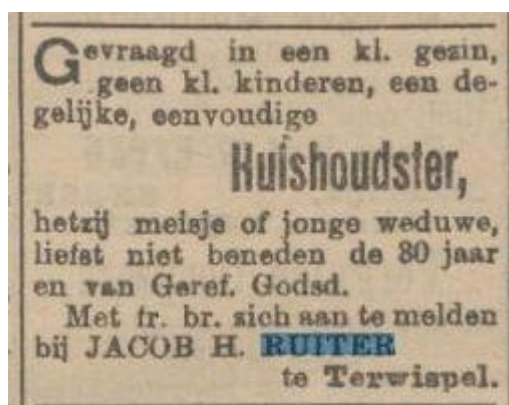 Gevraagd in een kl. gezin,
geen kl. kinderen, een de-
gelijke, eenvoudige
Huishoudster,
hetzij meisje of jonge weduwe,
liefst niet beneden de 30 jaar
en van Geref. Godsd.
Met fr. br. sich aan te melden
bij JACOB H. RUITER
te Terwispel.